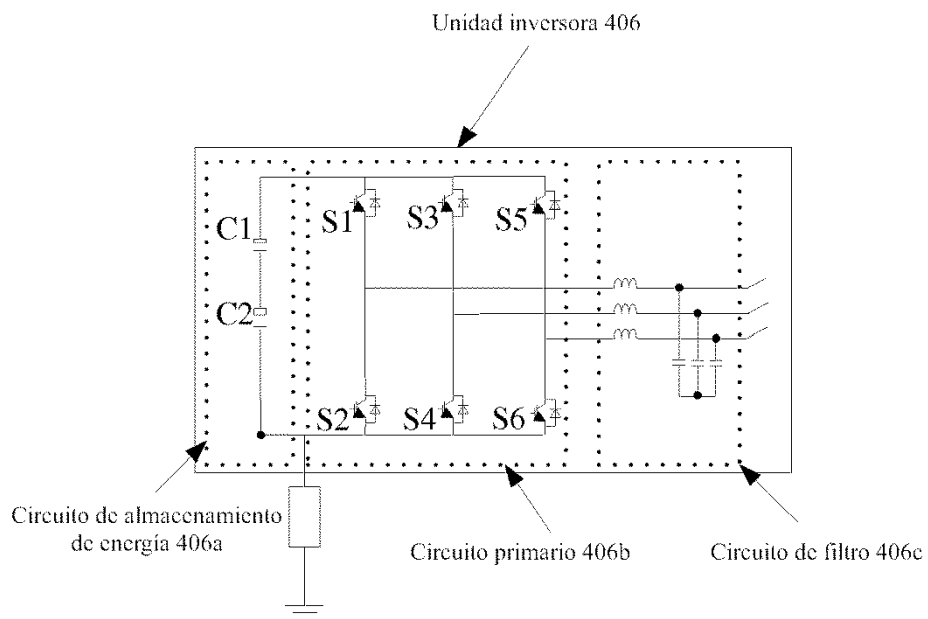 Unidad inversora 406
C1
S1
S3
S5
C2
S2
S4
S6
Circuito de almacenamiento
de energía 406a
Circuito primario 406b
Circuito de filtro 406c